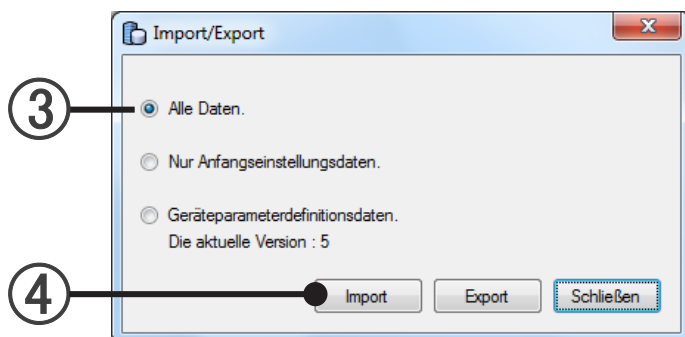 Import/Export
③ Alle Daten.
Nur Anfangseinstellungsdaten.
Geräteparameterdefinitionsdaten.
Die aktuelle Version : 5
④ Import Export Schließen